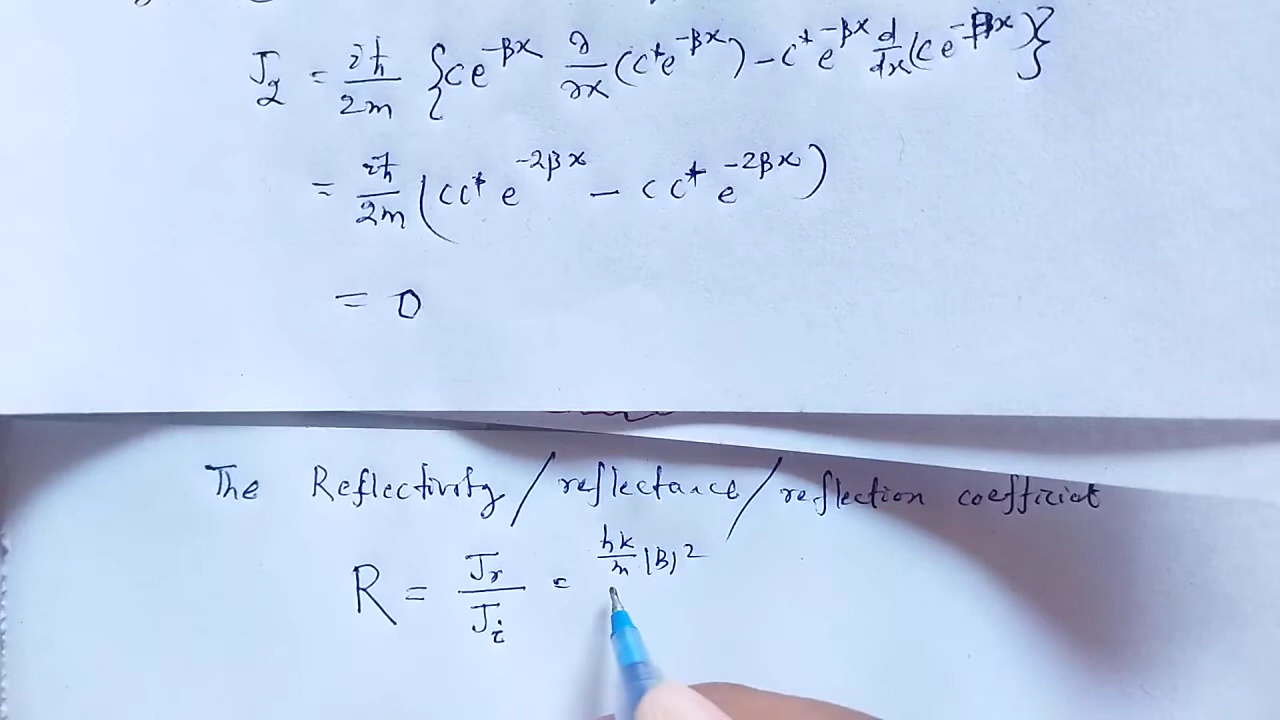 J₂ = iħ/2m {ce^-βx ∂/∂x (c*e^-βx) - c*e^-βx d/dx (ce^-βx)}
= iħ/2m (cc* e^-2βx - cc* e^-2βx)
= 0
The Reflectivity / reflectance / reflection coefficiet
R = Jr/Ji = ħk/m |B|²